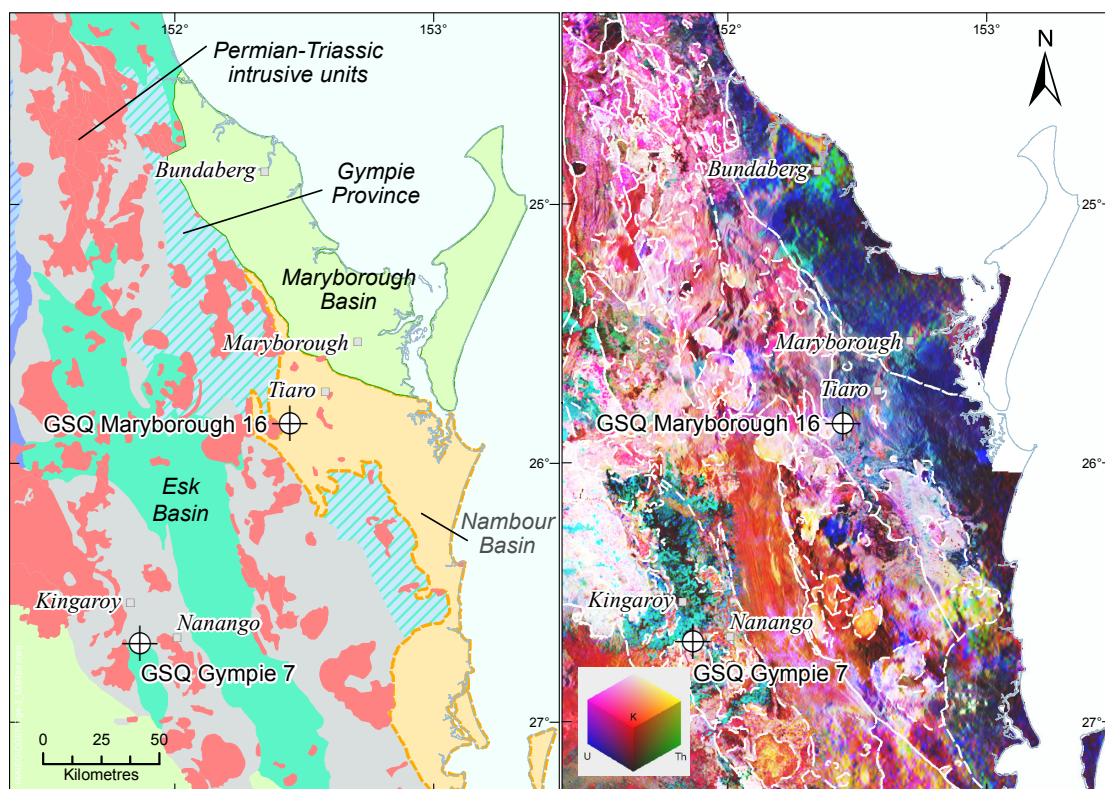 152°
153°
Permian-Triassic
intrusive units
Bundaberg
Gympie
Province
25°
Maryborough
Basin
Maryborough
Tiaro
GSQ Maryborough 16
26°
Esk
Basin
Nambour
Basin
Kingaroy
Nanango
GSQ Gympie 7
27°
0 25 50
Kilometres
152°
153°
N
Bundaberg
25°
Maryborough
Tiaro
GSQ Maryborough 16
26°
Kingaroy
Nanango
GSQ Gympie 7
K
U
Th
27°